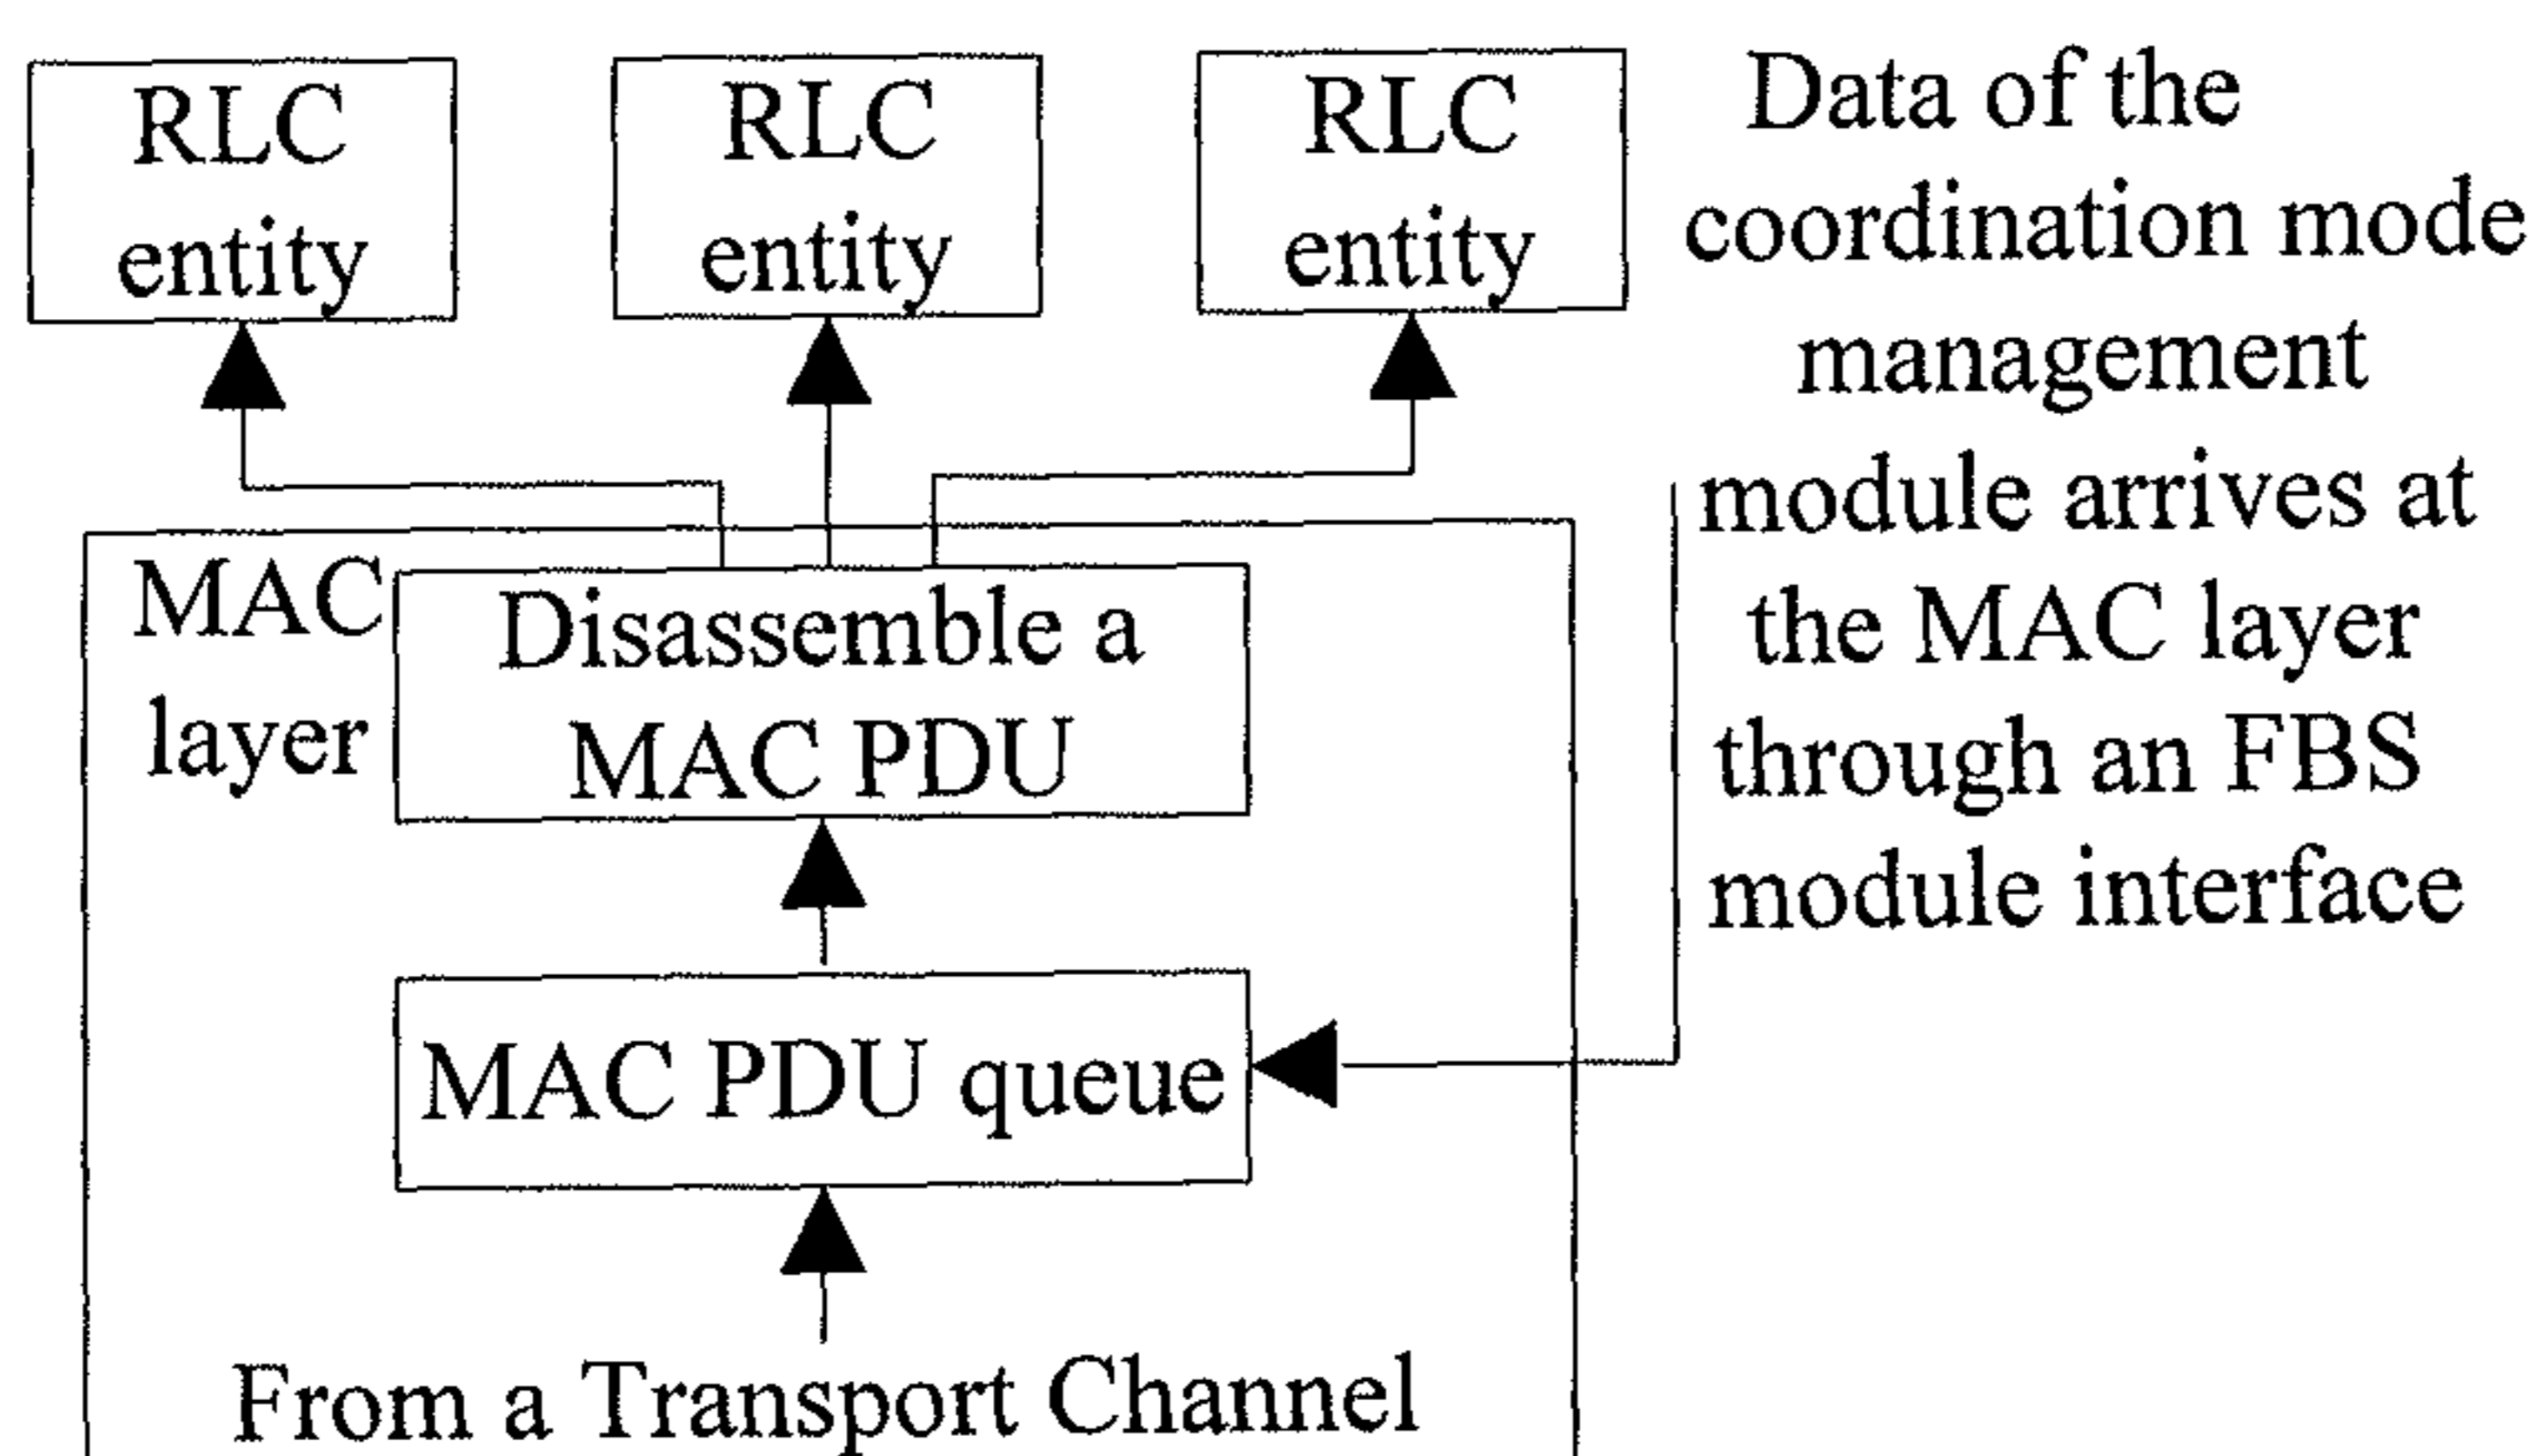 RLC
entity
RLC
entity
RLC
entity
Data of the
coordination mode
management
module arrives at
the MAC layer
through an FBS
module interface
MAC
layer
Disassemble a
MAC PDU
MAC PDU queue
From a Transport Channel